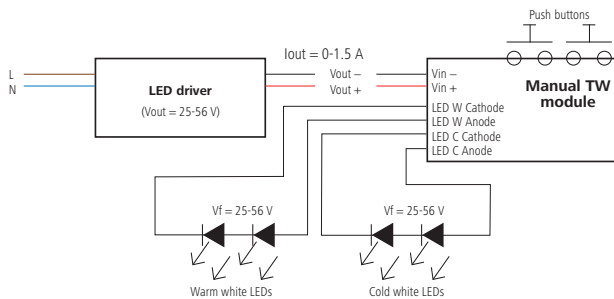 Push buttons
Iout = 0-1.5 A
L
N
LED driver
(Vout = 25-56 V)
Vout –
Vout +
Vin –
Vin +
Manual TW
module
LED W Cathode
LED W Anode
LED C Cathode
LED C Anode
Vf = 25-56 V
Vf = 25-56 V
Warm white LEDs
Cold white LEDs